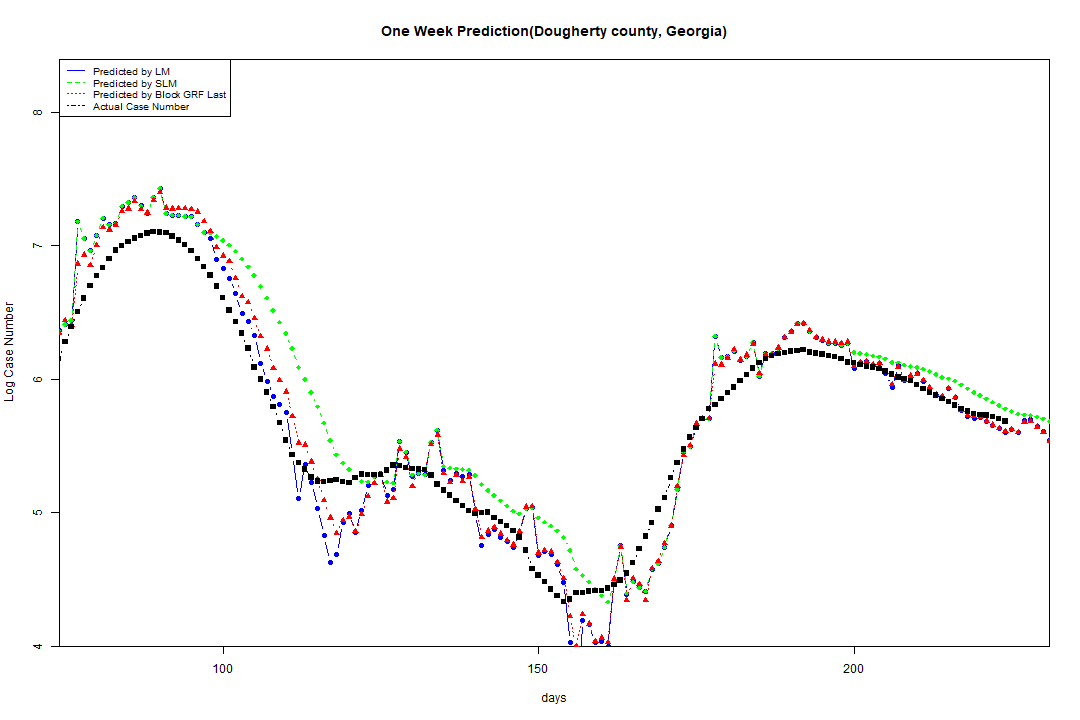 One Week Prediction(Dougherty county, Georgia)
Predicted by LM
Predicted by SLM
Predicted by Block GRF Last
Actual Case Number
8
7
6
5
4
Log Case Number
100 150 200
days